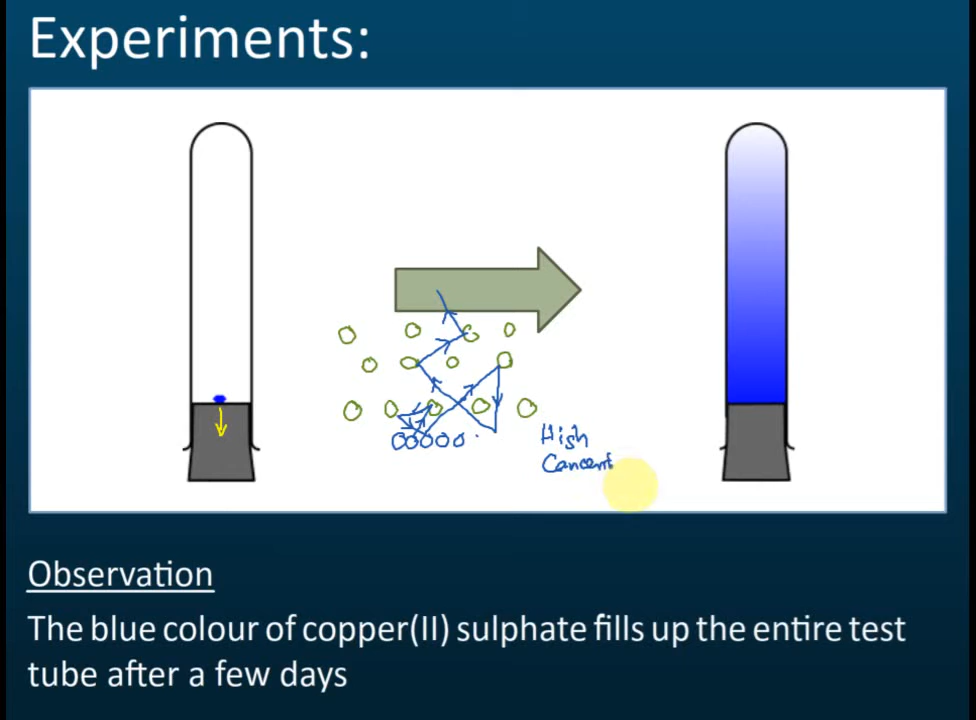 Experiments:
High
Concent
Observation
The blue colour of copper(II) sulphate fills up the entire test
tube after a few days